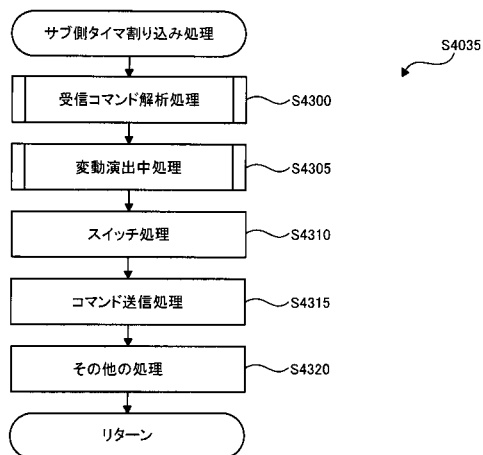 サブ側タイマ割り込み処理
S4035
受信コマンド解析処理
S4300
変動演出中処理
S4305
スイッチ処理
S4310
コマンド送信処理
S4315
その他の処理
S4320
リターン